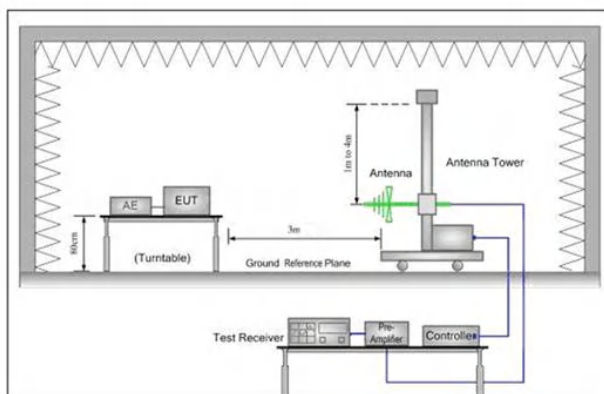 1m to 4m
Antenna
Antenna Tower
AE
EUT
80cm
(Turntable)
3m
Ground Reference Plane
Test Receiver
Pre-
Amplifier
Controller